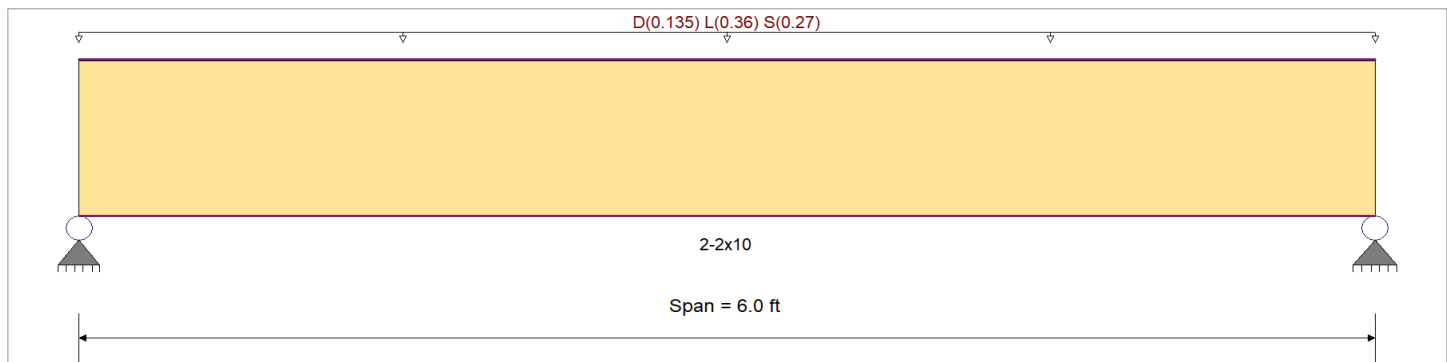 D(0.135) L(0.36) S(0.27)
2-2x10
Span = 6.0 ft